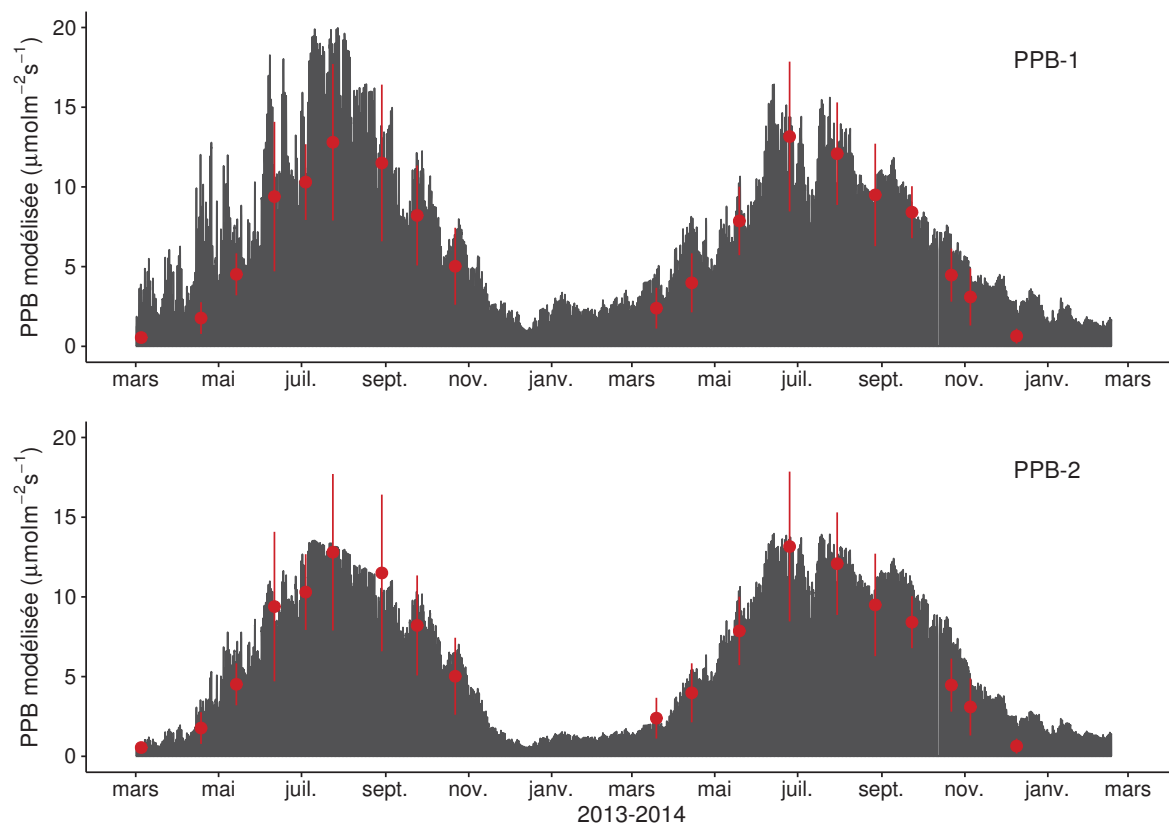 PPB modélisée (μmolm−2s−1)
20
15
10
5
0
PPB-1
mars mai juil. sept. nov. janv. mars mai juil. sept. nov. janv. mars
PPB modélisée (μmolm−2s−1)
20
15
10
5
0
PPB-2
mars mai juil. sept. nov. janv. mars mai juil. sept. nov. janv. mars
2013-2014